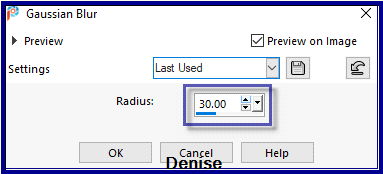 Gaussian Blur
Preview
Preview on Image
Settings
Last Used
Radius:
30.00
OK
Cancel
Help
Denise